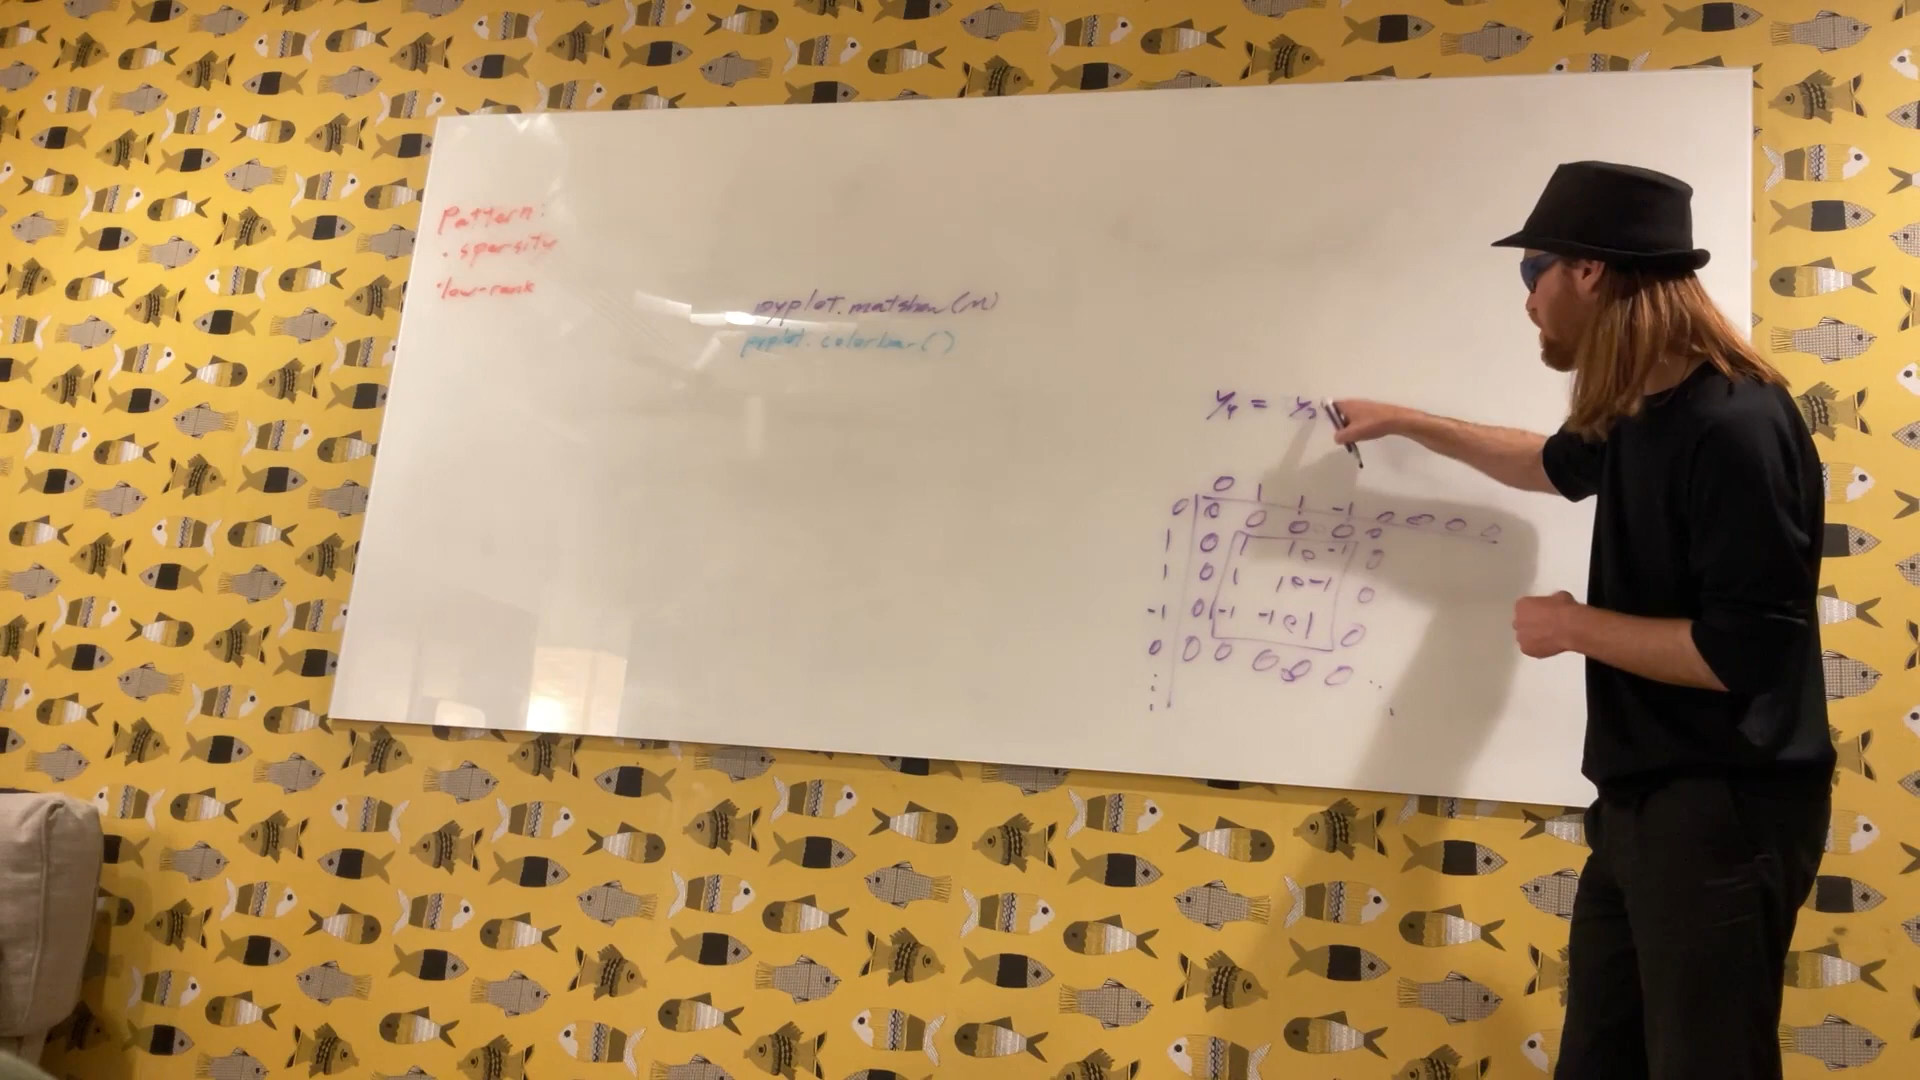 Pattern:
• sparsity
• low-rank
pyplot.matshow(M)
pyplot.colorbar()
0 1 1 -1 0 0 0 0
0 0 0 0 0 0
1 0 1 1 0 -1 0
1 0 1 1 0 -1 0
-1 0 -1 -1 0 1 0
0 0 0 0 0 0 ..